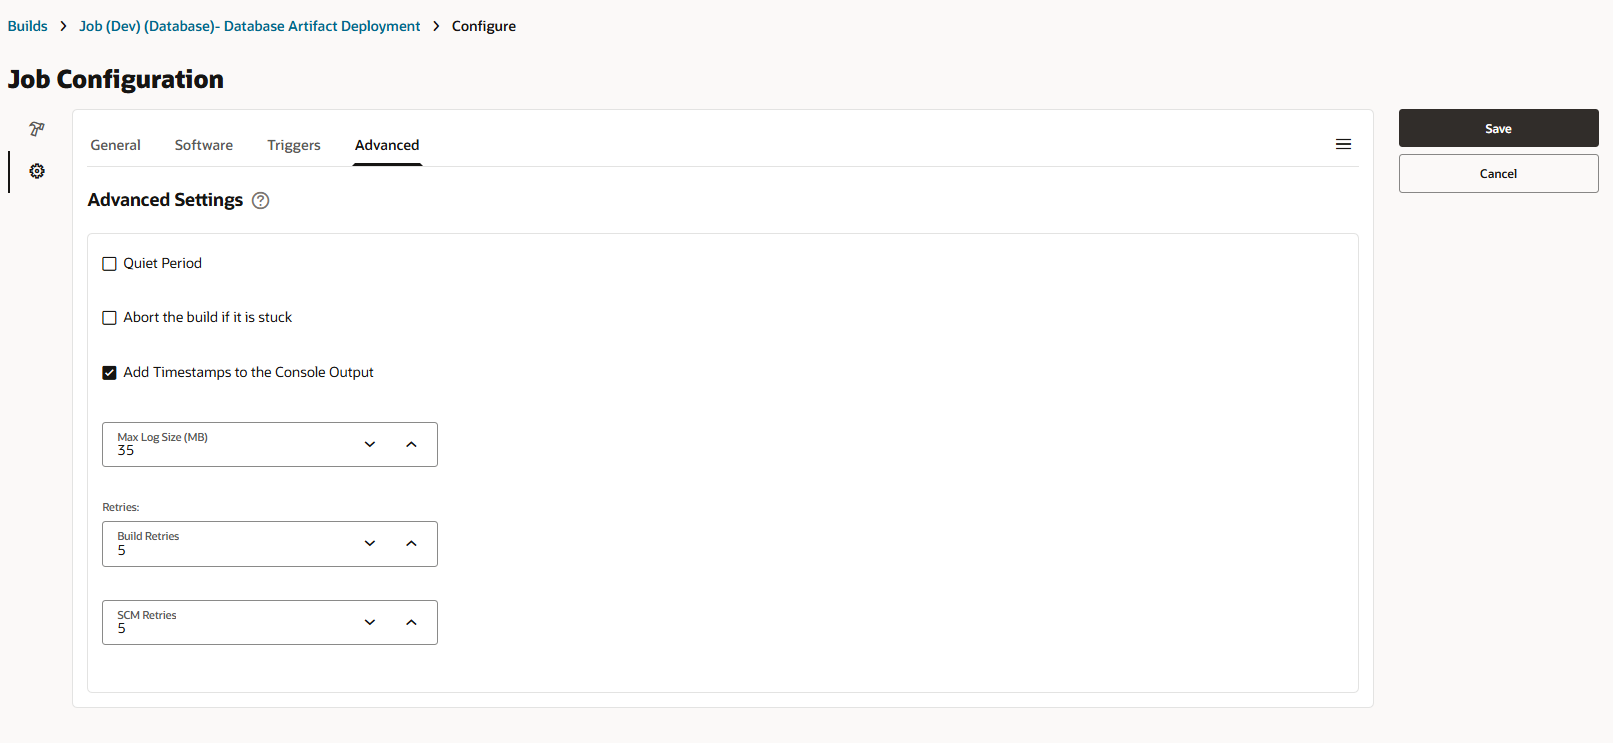 Builds > Job (Dev) (Database)- Database Artifact Deployment > Configure
Job Configuration
General Software Triggers Advanced
Save
Cancel
Advanced Settings ?
Quiet Period
Abort the build if it is stuck
Add Timestamps to the Console Output
Max Log Size (MB)
35
Retries:
Build Retries
5
SCM Retries
5